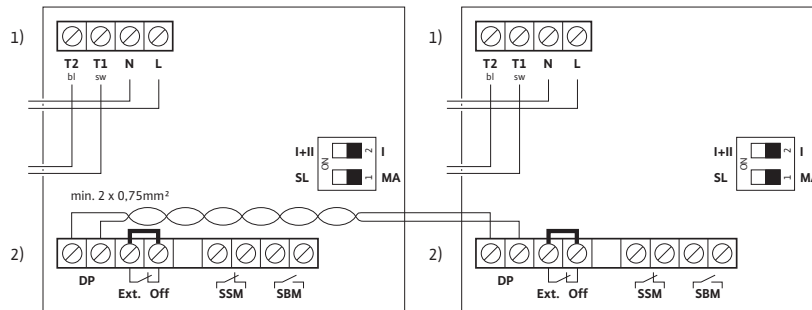 1)
T2 T1 N L
bl sw
I+II ON 2 I
SL 1 MA
min. 2 x 0,75mm²
2)
DP
Ext. Off SSM SBM
1)
T2 T1 N L
bl sw
I+II ON 2 I
SL 1 MA
2)
DP
Ext. Off SSM SBM